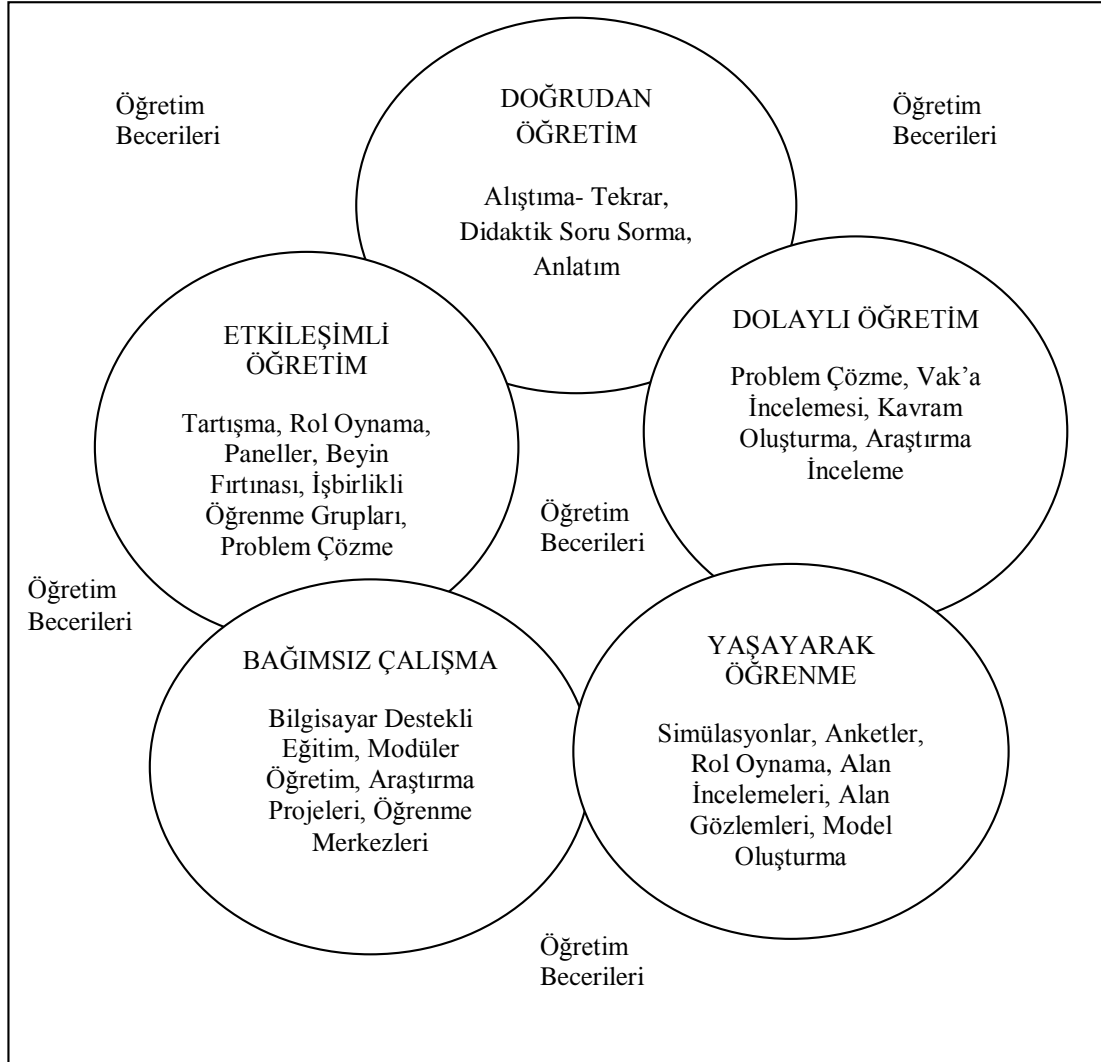 Öğretim
Becerileri
DOĞRUDAN
ÖĞRETİM
Alıştıma- Tekrar,
Didaktik Soru Sorma,
Anlatım
Öğretim
Becerileri
ETKİLEŞİMLİ
ÖĞRETİM
Tartışma, Rol Oynama,
Paneller, Beyin
Fırtınası, İşbirlikli
Öğrenme Grupları,
Problem Çözme
DOLAYLI ÖĞRETİM
Problem Çözme, Vak’a
İncelemesi, Kavram
Oluşturma, Araştırma
İnceleme
Öğretim
Becerileri
Öğretim
Becerileri
BAĞIMSIZ ÇALIŞMA
Bilgisayar Destekli
Eğitim, Modüler
Öğretim, Araştırma
Projeleri, Öğrenme
Merkezleri
YAŞAYARAK
ÖĞRENME
Simülasyonlar, Anketler,
Rol Oynama, Alan
İncelemeleri, Alan
Gözlemleri, Model
Oluşturma
Öğretim
Becerileri